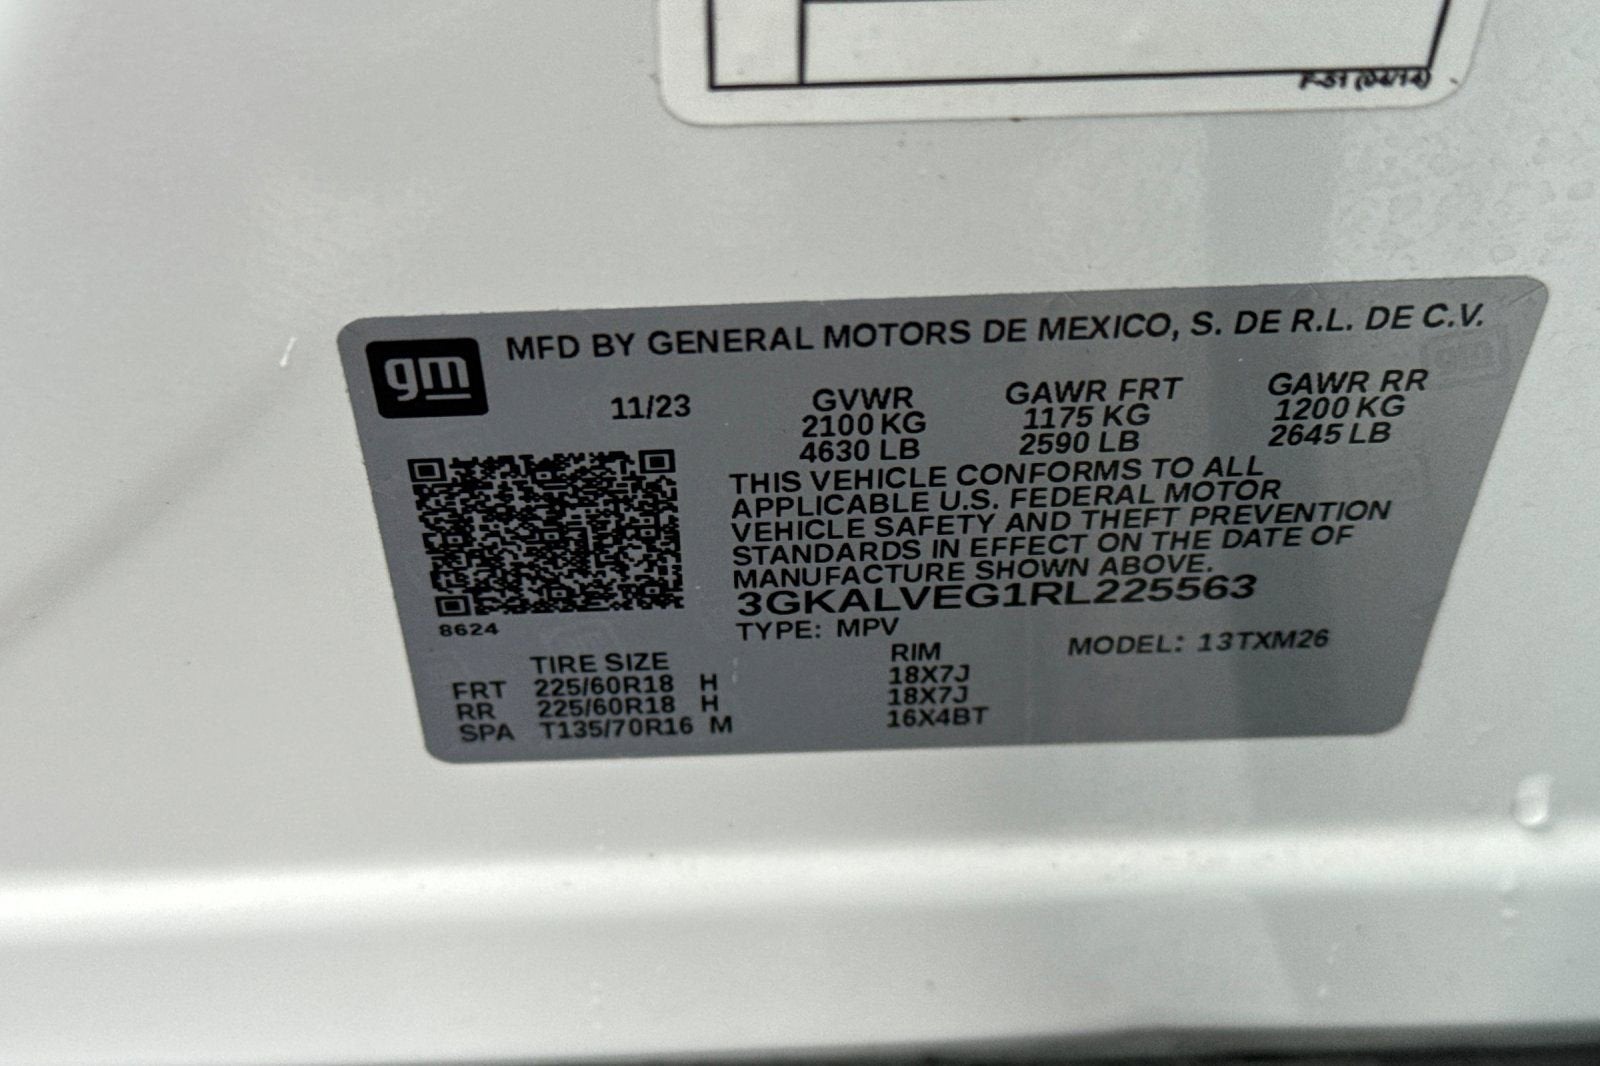 F-51 (04/14)
gm MFD BY GENERAL MOTORS DE MEXICO, S. DE R.L. DE C.V.
11/23 GVWR GAWR FRT GAWR RR
2100 KG 1175 KG 1200 KG
4630 LB 2590 LB 2645 LB
THIS VEHICLE CONFORMS TO ALL
APPLICABLE U.S. FEDERAL MOTOR
VEHICLE SAFETY AND THEFT PREVENTION
STANDARDS IN EFFECT ON THE DATE OF
MANUFACTURE SHOWN ABOVE.
3GKALVEG1RL225563
8624
TYPE: MPV MODEL: 13TXM26
TIRE SIZE RIM
FRT 225/60R18 H 18X7J
RR 225/60R18 H 18X7J
SPA T135/70R16 M 16X4BT